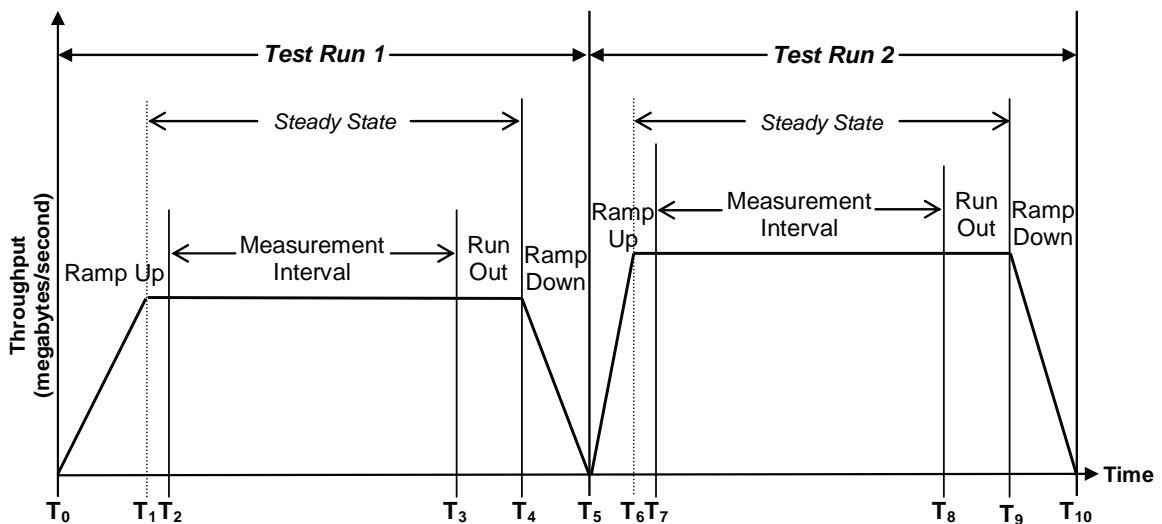 Test Run 1
Test Run 2
Steady State
Steady State
Throughput
(megabytes/second)
Ramp Up
Measurement
Interval
Run
Out
Ramp
Down
Ramp
Up
Measurement
Interval
Run
Out
Ramp
Down
Time
T₀ T₁ T₂ T₃ T₄ T₅ T₆ T₇ T₈ T₉ T₁₀